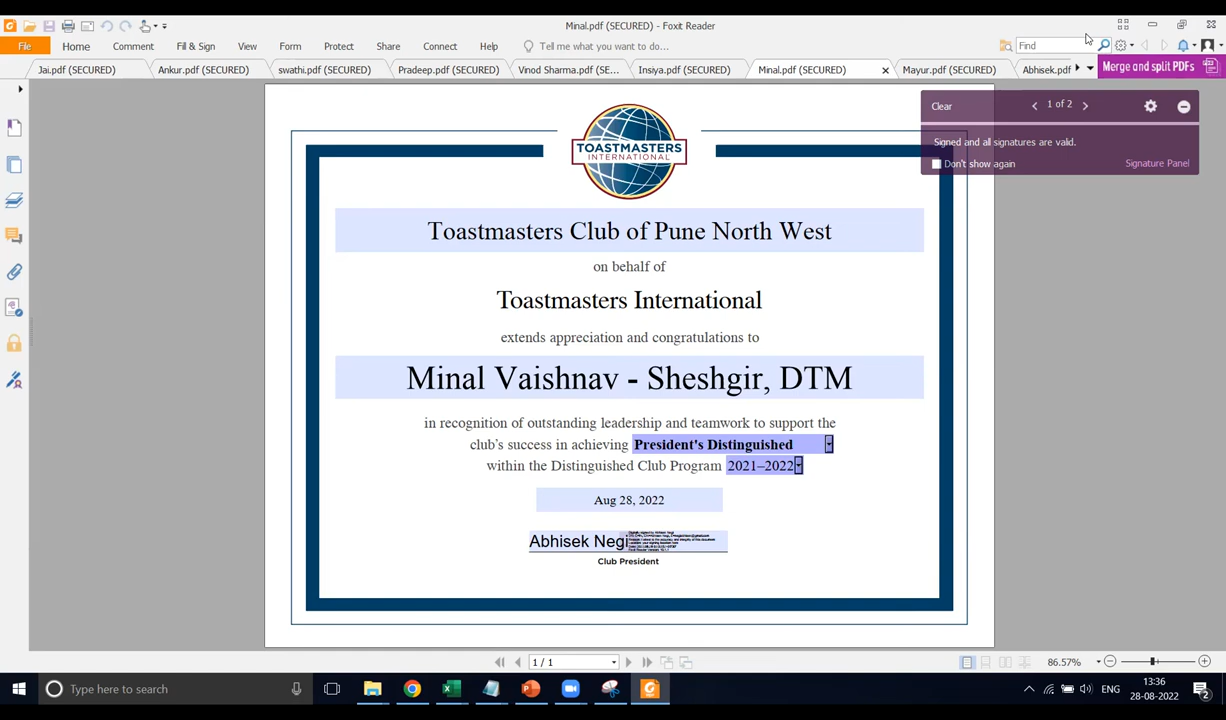 Minal.pdf (SECURED) - Foxit Reader
File Home Comment Fill & Sign View Form Protect Share Connect Help Tell me what you want to do... Find
Jai.pdf (SECURED) Ankur.pdf (SECURED) swathi.pdf (SECURED) Pradeep.pdf (SECURED) Vinod Sharma.pdf (SE... Insiya.pdf (SECURED) Minal.pdf (SECURED) Mayur.pdf (SECURED) Abhisek.pdf Merge and split PDFs
Clear 1 of 2
Signed and all signatures are valid.
Don't show again Signature Panel
TOASTMASTERS
INTERNATIONAL
Toastmasters Club of Pune North West
on behalf of
Toastmasters International
extends appreciation and congratulations to
Minal Vaishnav - Sheshgir, DTM
in recognition of outstanding leadership and teamwork to support the
club's success in achieving President's Distinguished
within the Distinguished Club Program 2021–2022
Aug 28, 2022
Abhisek Negi
Club President
1 / 1 86.57%
Type here to search ENG 13:36
28-08-2022 2